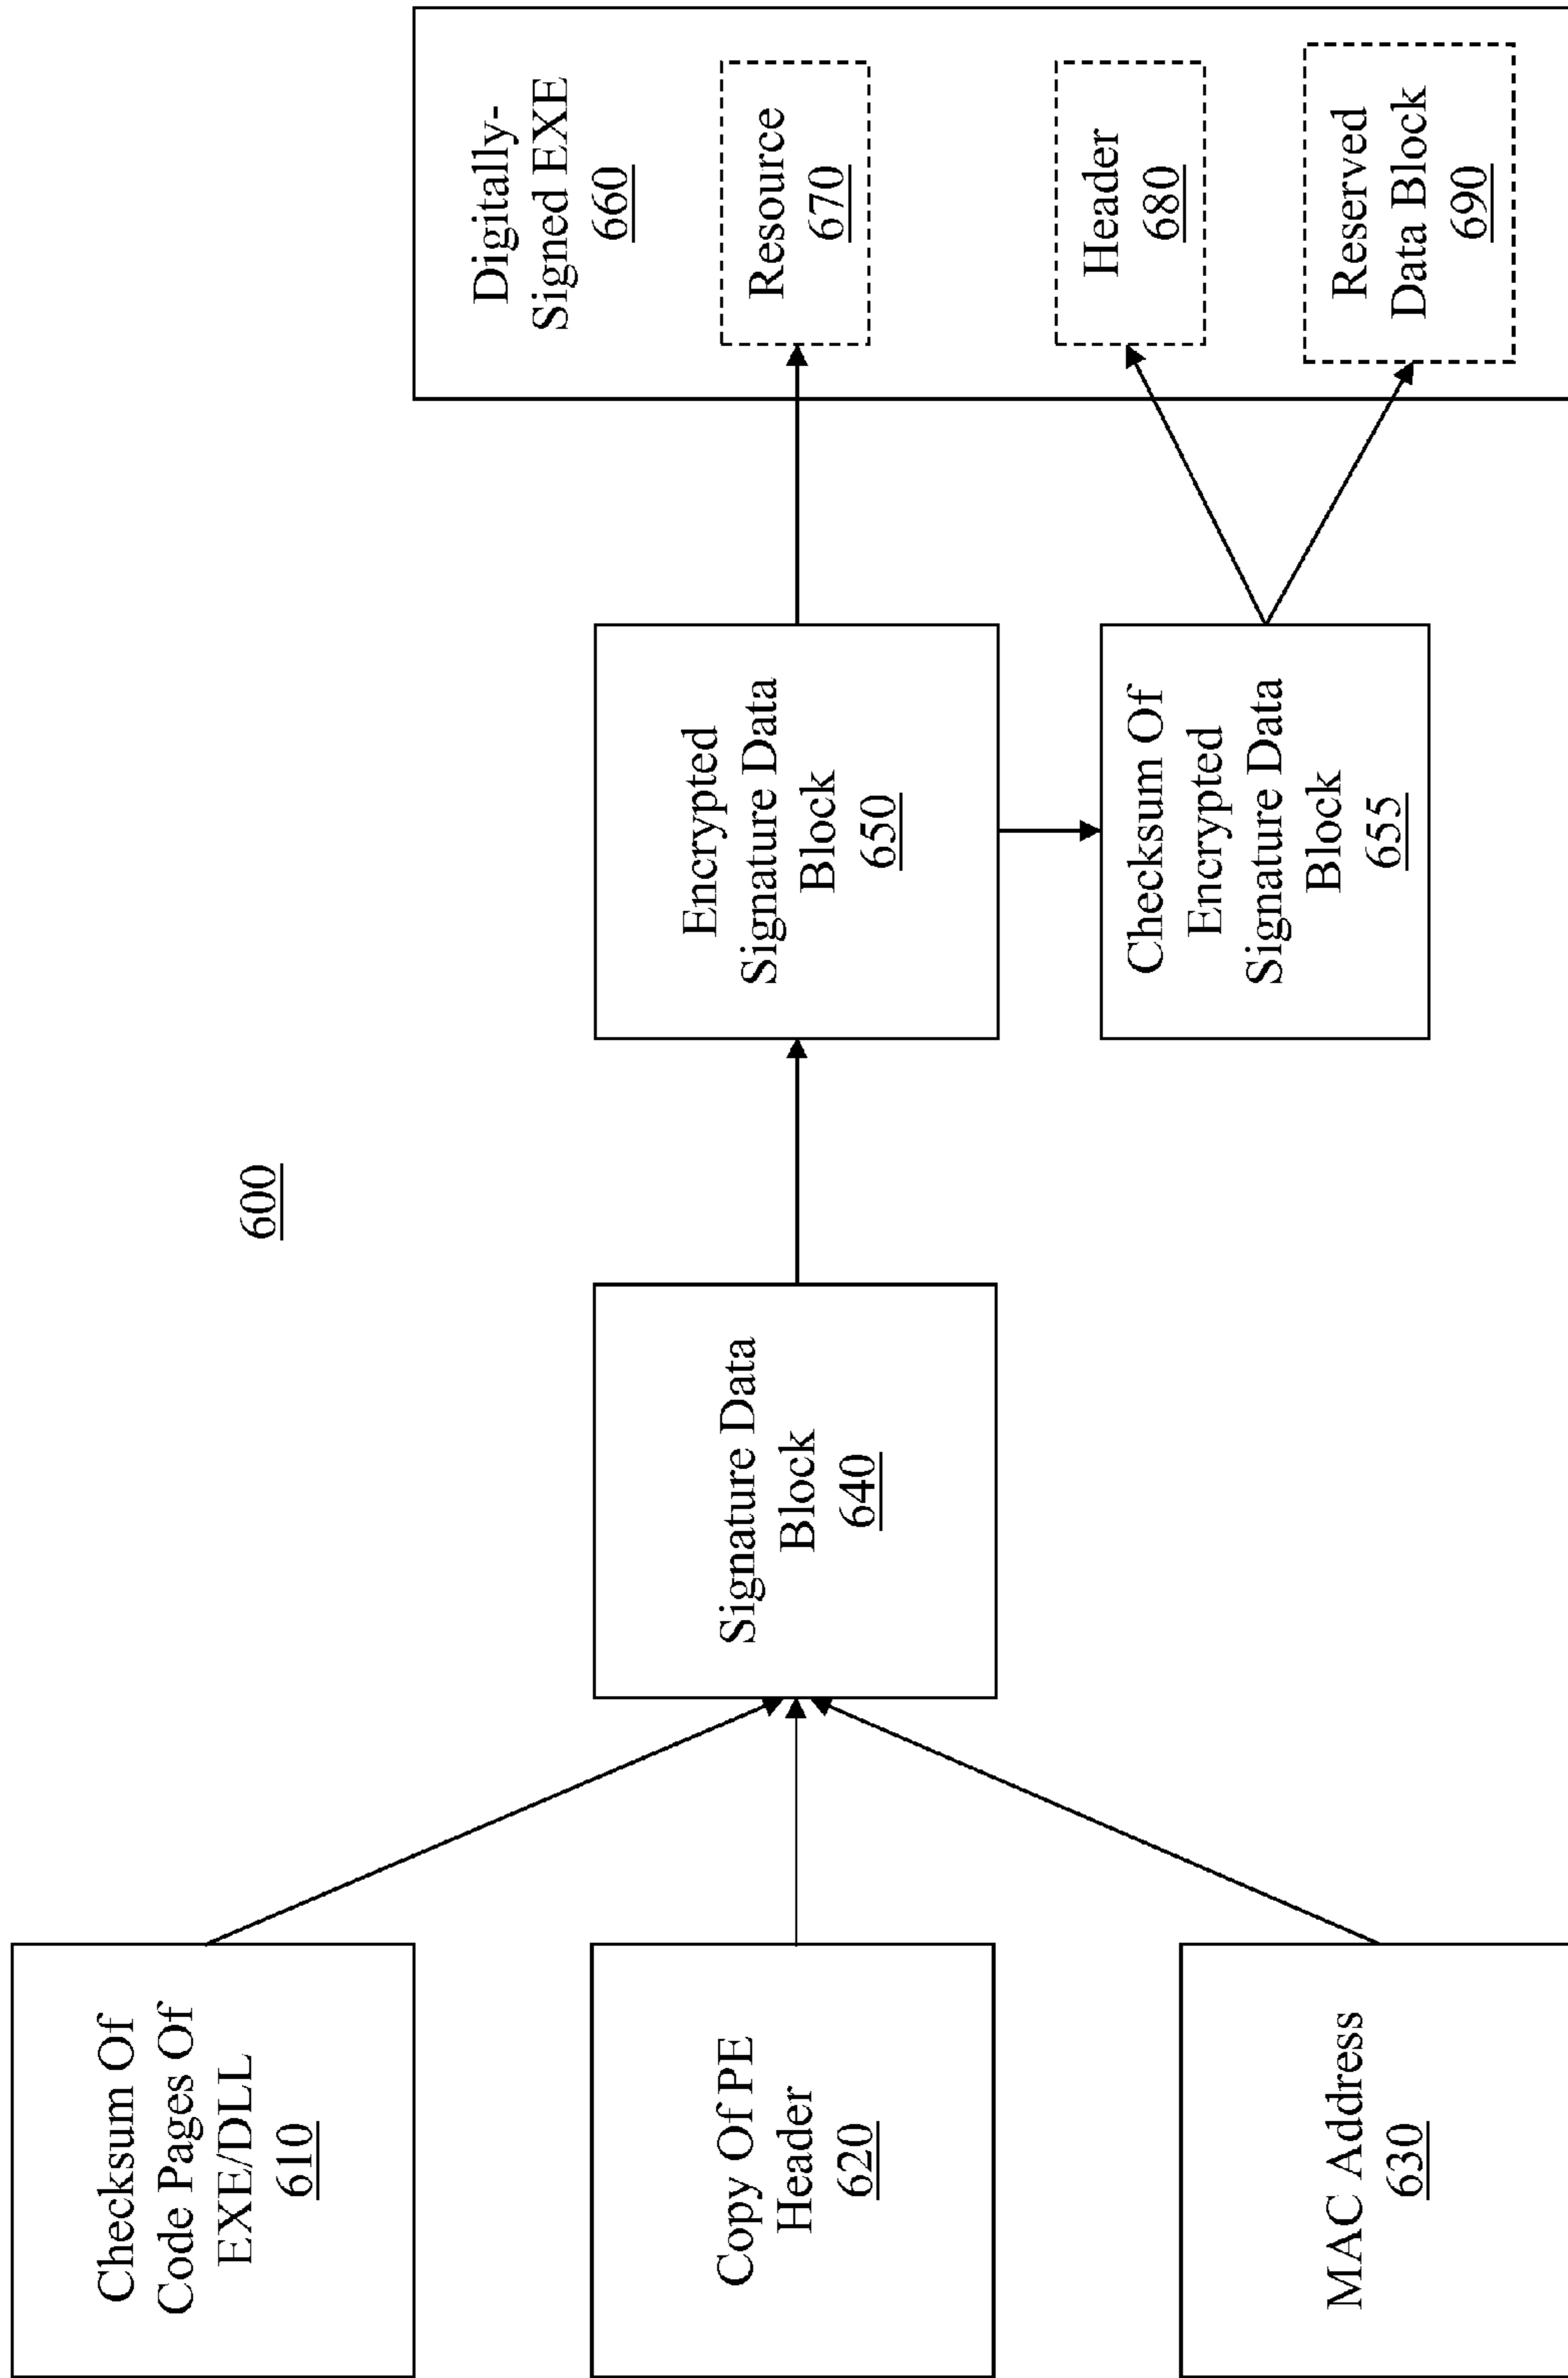 600
Checksum Of
Code Pages Of
EXE/DLL
610
Copy Of PE
Header
620
MAC Address
630
Signature Data
Block
640
Encrypted
Signature Data
Block
650
Checksum Of
Encrypted
Signature Data
Block
655
Digitally-
Signed EXE
660
Resource
670
Header
680
Reserved
Data Block
690